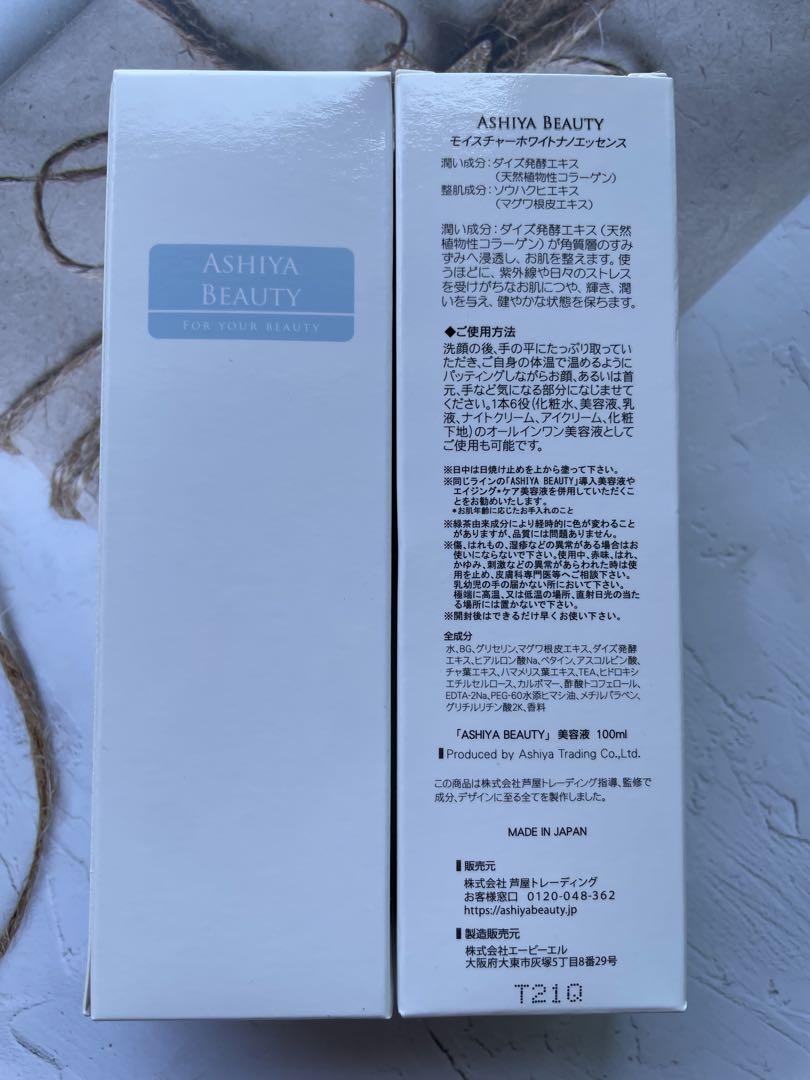 ASHIYA
BEAUTY
FOR YOUR BEAUTY
ASHIYA BEAUTY
モイスチャーホワイトナノエッセンス
潤い成分：ダイズ発酵エキス
（天然植物性コラーゲン）
整肌成分：ソウハクヒエキス
（マグワ根皮エキス）
潤い成分：ダイズ発酵エキス（天然
植物性コラーゲン）が角質層のすみ
ずみへ浸透し、お肌を整えます。使
うほどに、紫外線や日々のストレス
を受けがちなお肌につや、輝き、潤
いを与え、健やかな状態を保ちます。
◆ご使用方法
洗顔の後、手の平にたっぷり取ってい
ただき、ご自身の体温で温めるように
パッティングしながらお顔、あるいは首
元、手など気になる部分になじませて
ください。1本6役（化粧水、美容液、乳
液、ナイトクリーム、アイクリーム、化粧
下地）のオールインワン美容液として
ご使用も可能です。
※日中は日焼け止めを上から塗って下さい。
※同じラインの「ASHIYA BEAUTY」導入美容液や
エイジング*ケア美容液を併用していただくこ
とをお勧めいたします。
*お肌年齢に応じたお手入れのこと
※緑茶由来成分により経時的に色が変わること
がありますが、品質には問題ありません。
※傷、はれもの、湿疹などの異常がある場合はお
使いにならないで下さい。使用中、赤味、はれ、
かゆみ、刺激などの異常があらわれた時は使
用を止め、皮膚科専門医等へご相談下さい。
乳幼児の手の届かない所において下さい。
極端に高温、又は低温の場所、直射日光の当た
る場所には置かないで下さい。
※開封後はできるだけ早くお使い下さい。
全成分
水、BG、グリセリン、マグワ根皮エキス、ダイズ発酵
エキス、ヒアルロン酸Na、ベタイン、アスコルビン酸、
チャ葉エキス、ハマメリス葉エキス、TEA、ヒドロキシ
エチルセルロース、カルボマー、酢酸トコフェロール、
EDTA-2Na、PEG-60水添ヒマシ油、メチルパラベン、
グリチルリチン酸2K、香料
「ASHIYA BEAUTY」 美容液 100ml
Produced by Ashiya Trading Co.,Ltd.
この商品は株式会社芦屋トレーディング指導、監修で
成分、デザインに至る全てを製作しました。
MADE IN JAPAN
販売元
株式会社 芦屋トレーディング
お客様窓口 0120-048-362
https://ashiyabeauty.jp
製造販売元
株式会社エーピーエル
大阪府大東市灰塚5丁目8番29号
T21Q